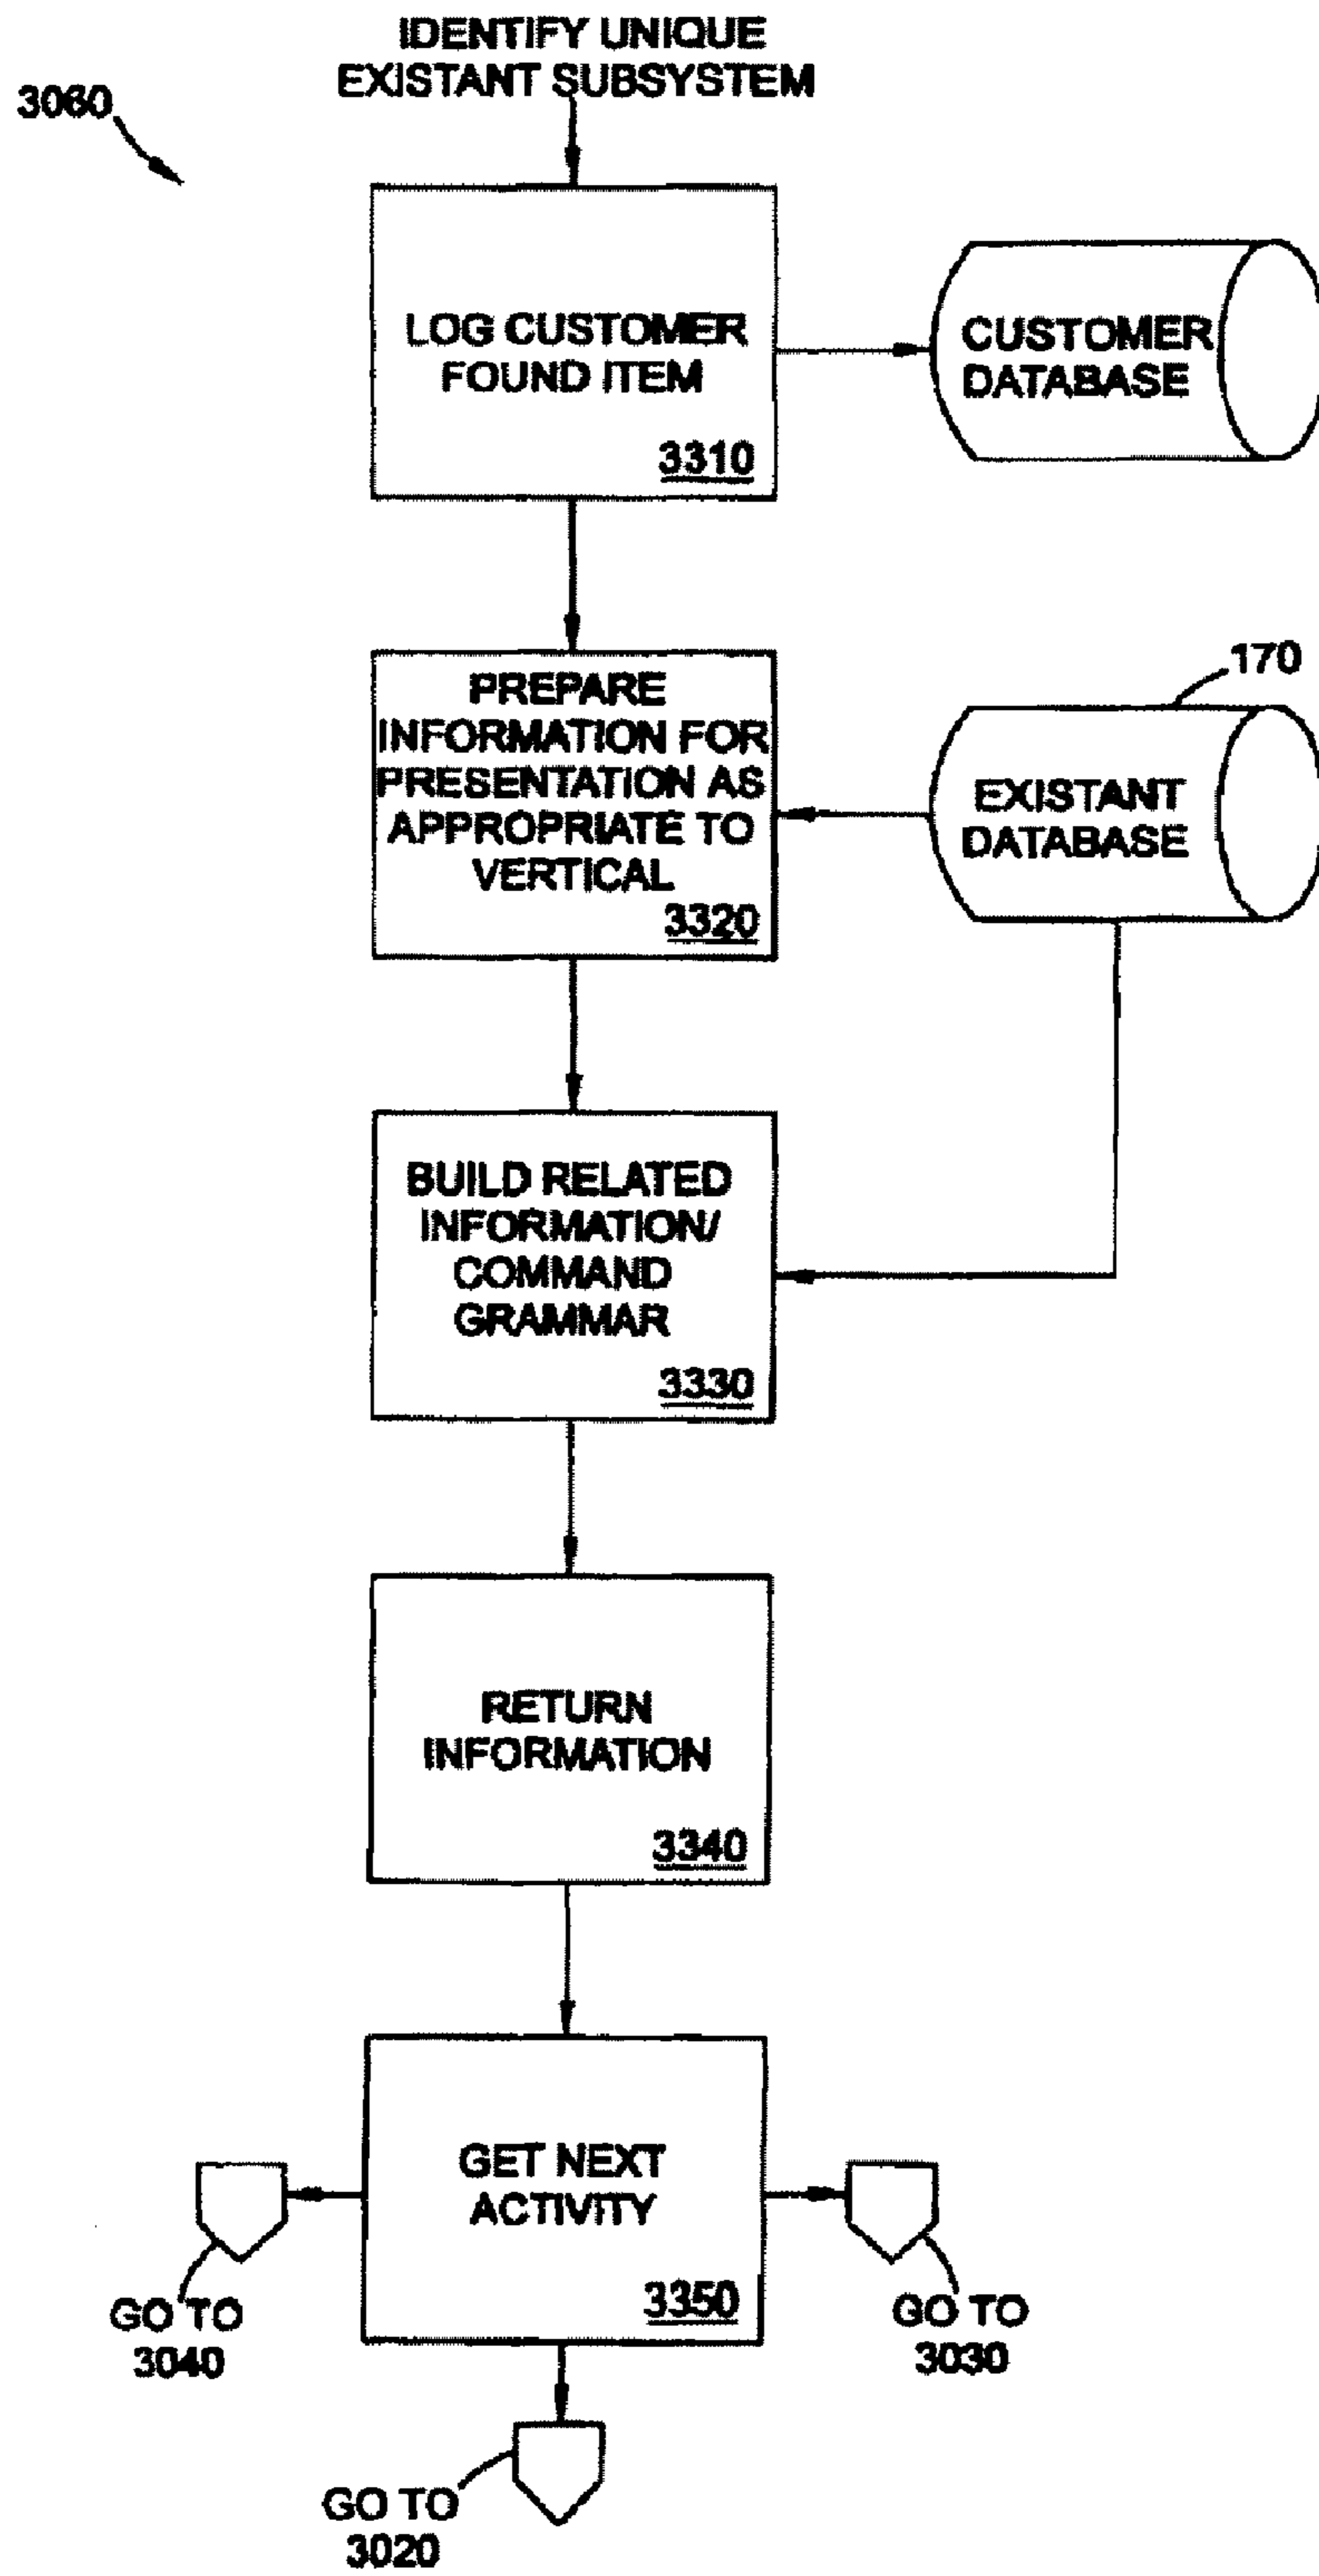 IDENTIFY UNIQUE
EXISTANT SUBSYSTEM
3060
LOG CUSTOMER
FOUND ITEM
3310
CUSTOMER
DATABASE
PREPARE
INFORMATION FOR
PRESENTATION AS
APPROPRIATE TO
VERTICAL
3320
170
EXISTANT
DATABASE
BUILD RELATED
INFORMATION/
COMMAND
GRAMMAR
3330
RETURN
INFORMATION
3340
GET NEXT
ACTIVITY
3350
GO TO
3040
GO TO
3030
GO TO
3020